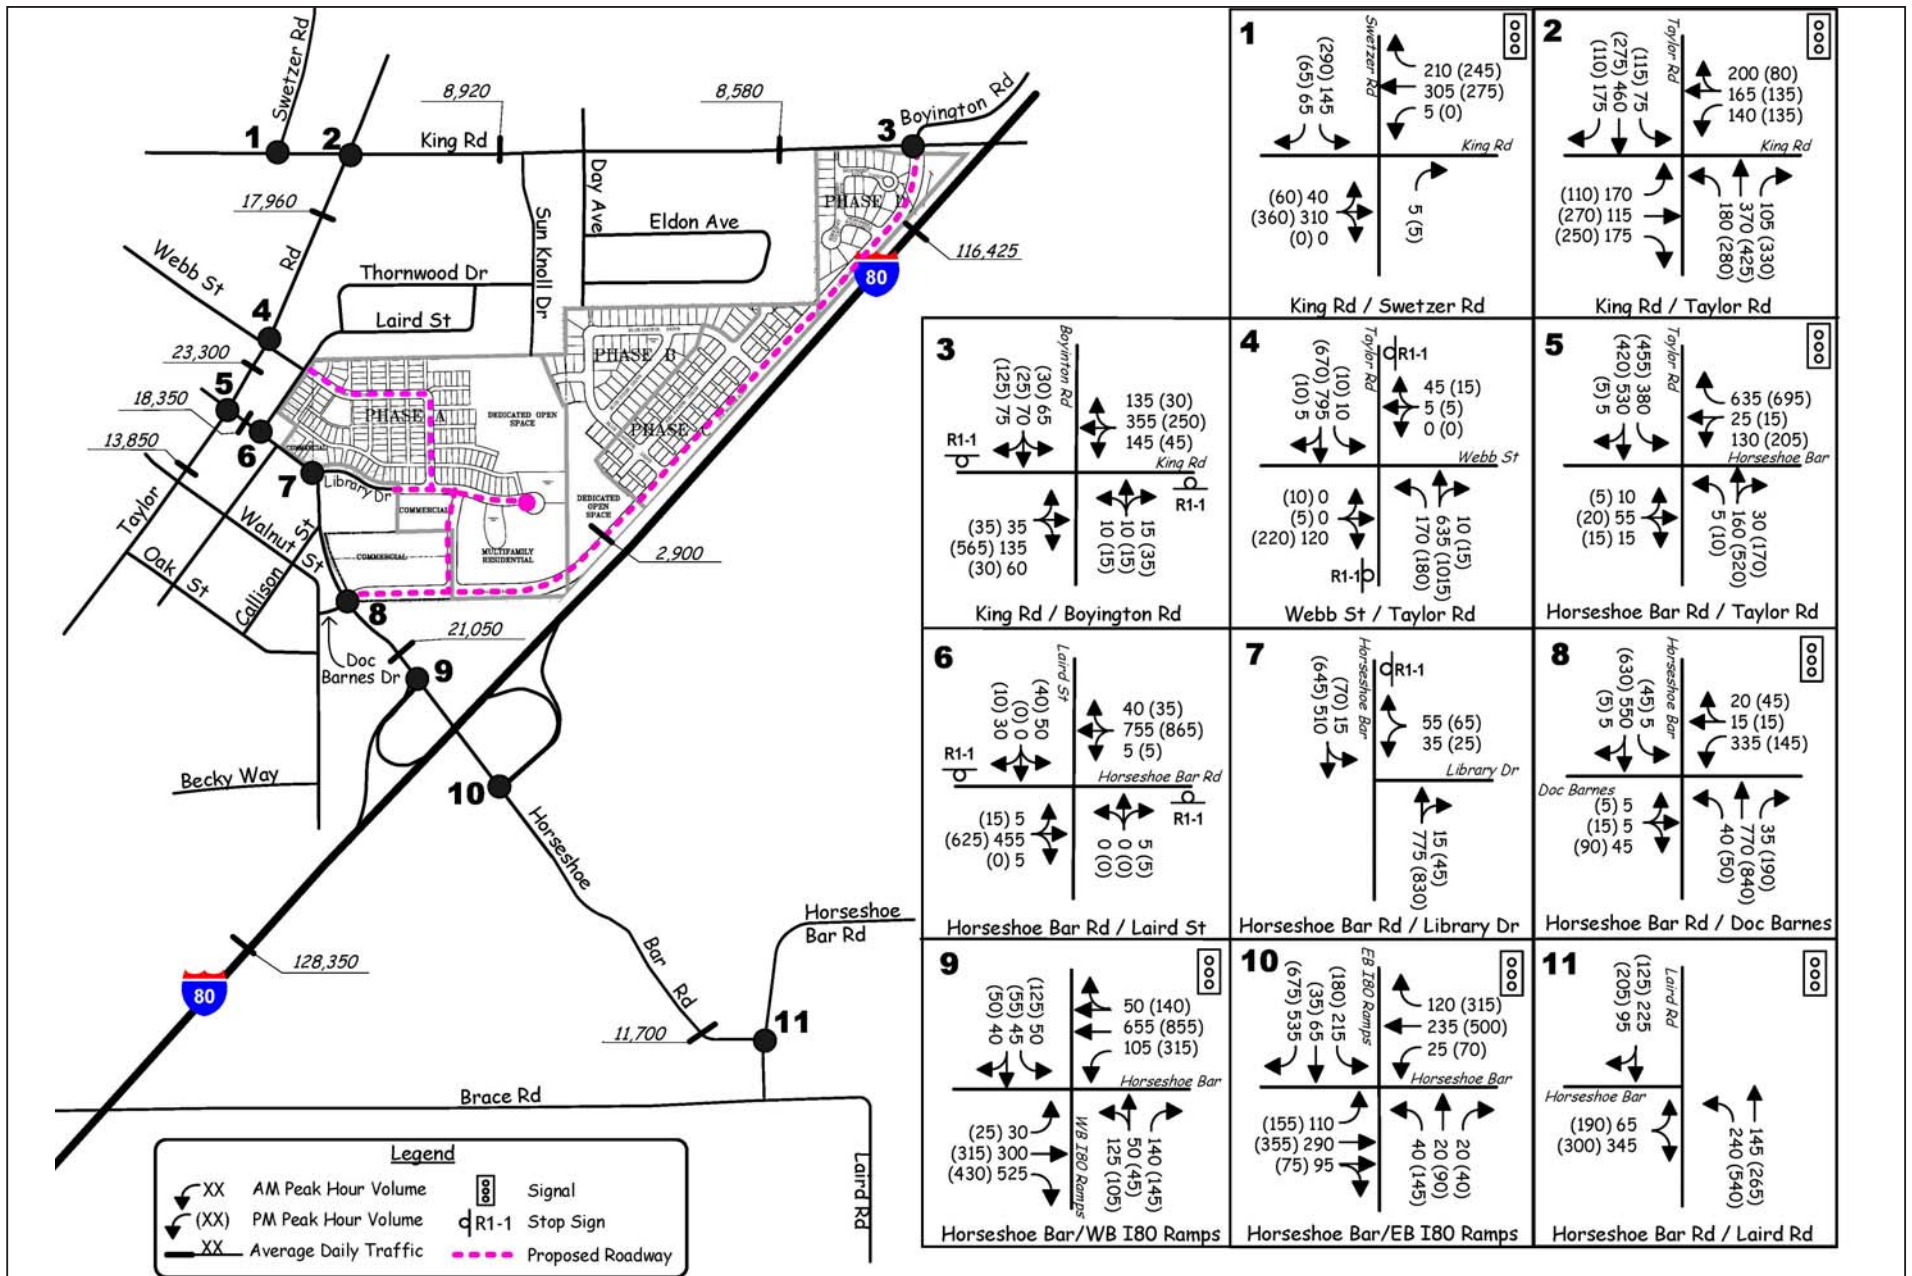 Swetzer Rd
8,920
8,580
Boyington Rd
1
2
King Rd
3
17,960
Rd
Day Ave
Sun Knoll Dr
Eldon Ave
PHASE D
116,425
80
Webb St
Thornwood Dr
Laird St
4
23,300
PHASE B
5
18,350
PHASE A
DEDICATED OPEN
SPACE
PHASE C
13,850
6
COMMERCIAL
7
Library Dr
COMMERCIAL
DEDICATED
OPEN
SPACE
Taylor
Walnut St
St
Callison
Oak St
COMMERCIAL
MULTIFAMILY
RESIDENTIAL
2,900
8
21,050
Doc
Barnes Dr
9
Becky Way
10
Horseshoe
Bar
Rd
Horseshoe
Bar Rd
128,350
80
11,700
11
Brace Rd
Laird Rd
Legend
XX AM Peak Hour Volume
(XX) PM Peak Hour Volume
XX Average Daily Traffic
Signal
R1-1 Stop Sign
Proposed Roadway
1
Swetzer Rd
(290) 145
(65) 65
210 (245)
305 (275)
5 (0)
King Rd
(60) 40
(360) 310
(0) 0
5 (5)
King Rd / Swetzer Rd
2
Taylor Rd
(115) 75
(275) 460
(110) 175
200 (80)
165 (135)
140 (135)
King Rd
(110) 170
(270) 115
(250) 175
180 (280)
370 (425)
105 (330)
King Rd / Taylor Rd
3
Boyinton Rd
(30) 65
(25) 70
(125) 75
135 (30)
355 (250)
145 (45)
R1-1
King Rd
R1-1
(35) 35
(565) 135
(30) 60
10 (15)
10 (15)
15 (35)
King Rd / Boyington Rd
4
Taylor Rd
R1-1
(10) 10
(670) 795
(10) 5
45 (15)
5 (5)
0 (0)
Webb St
(10) 0
(5) 0
(220) 120
R1-1
170 (180)
635 (1015)
10 (15)
Webb St / Taylor Rd
5
Taylor Rd
(455) 380
(420) 530
(5) 5
635 (695)
25 (15)
130 (205)
Horseshoe Bar
(5) 10
(20) 55
(15) 15
5 (10)
160 (520)
30 (170)
Horseshoe Bar Rd / Taylor Rd
6
Laird St
(40) 50
(0) 0
(10) 30
40 (35)
755 (865)
5 (5)
R1-1
Horseshoe Bar Rd
R1-1
(15) 5
(625) 455
(0) 5
0 (0)
0 (0)
5 (5)
Horseshoe Bar Rd / Laird St
7
Horseshoe Bar
R1-1
(70) 15
(645) 510
55 (65)
35 (25)
Library Dr
775 (830)
15 (45)
Horseshoe Bar Rd / Library Dr
8
Horseshoe Bar
(45) 5
(630) 550
(5) 5
20 (45)
15 (15)
335 (145)
Doc Barnes
(5) 5
(15) 5
(90) 45
40 (50)
770 (840)
35 (190)
Horseshoe Bar Rd / Doc Barnes
9
(125) 50
(55) 45
(50) 40
50 (140)
655 (855)
105 (315)
Horseshoe Bar
(25) 30
(315) 300
(430) 525
WB I80 Ramps
125 (105)
50 (45)
140 (145)
Horseshoe Bar/WB I80 Ramps
10
EB I80 Ramps
(180) 215
(35) 65
(675) 535
120 (315)
235 (500)
25 (70)
Horseshoe Bar
(155) 110
(355) 290
(75) 95
40 (145)
20 (90)
20 (40)
Horseshoe Bar/EB I80 Ramps
11
Laird Rd
(125) 225
(205) 95
Horseshoe Bar
(190) 65
(300) 345
240 (540)
145 (265)
Horseshoe Bar Rd / Laird Rd